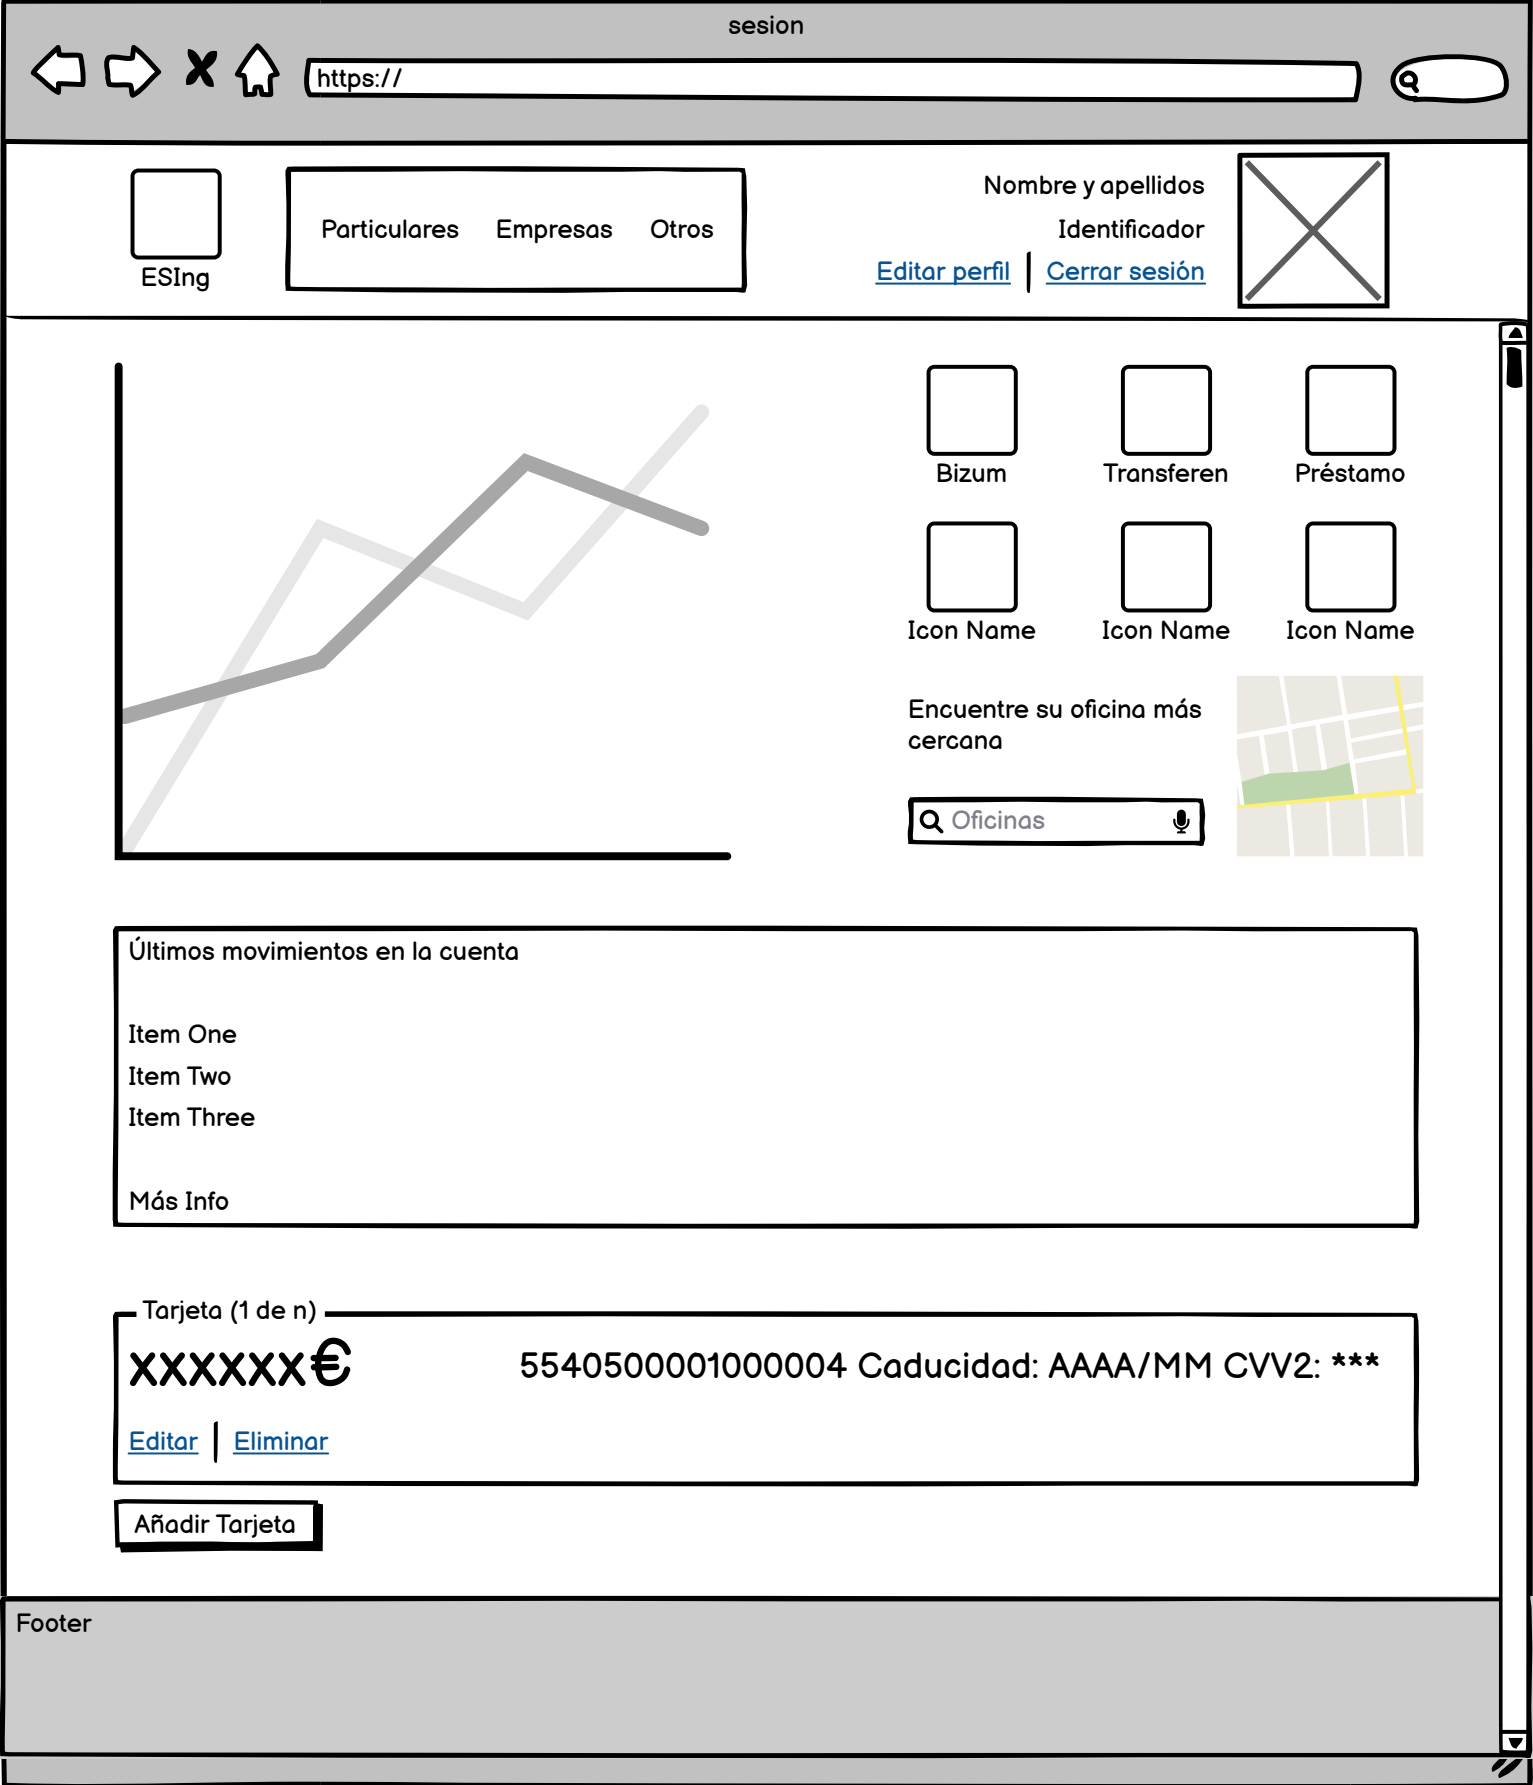 sesion
https://
ESIng
Particulares Empresas Otros
Nombre y apellidos
Identificador
Editar perfil Cerrar sesión
Bizum Transferen Préstamo
Icon Name Icon Name Icon Name
Encuentre su oficina más
cercana
Oficinas
Últimos movimientos en la cuenta
Item One
Item Two
Item Three
Más Info
Tarjeta (1 de n)
xxxxxx€ 5540500001000004 Caducidad: AAAA/MM CVV2: ***
Editar Eliminar
Añadir Tarjeta
Footer